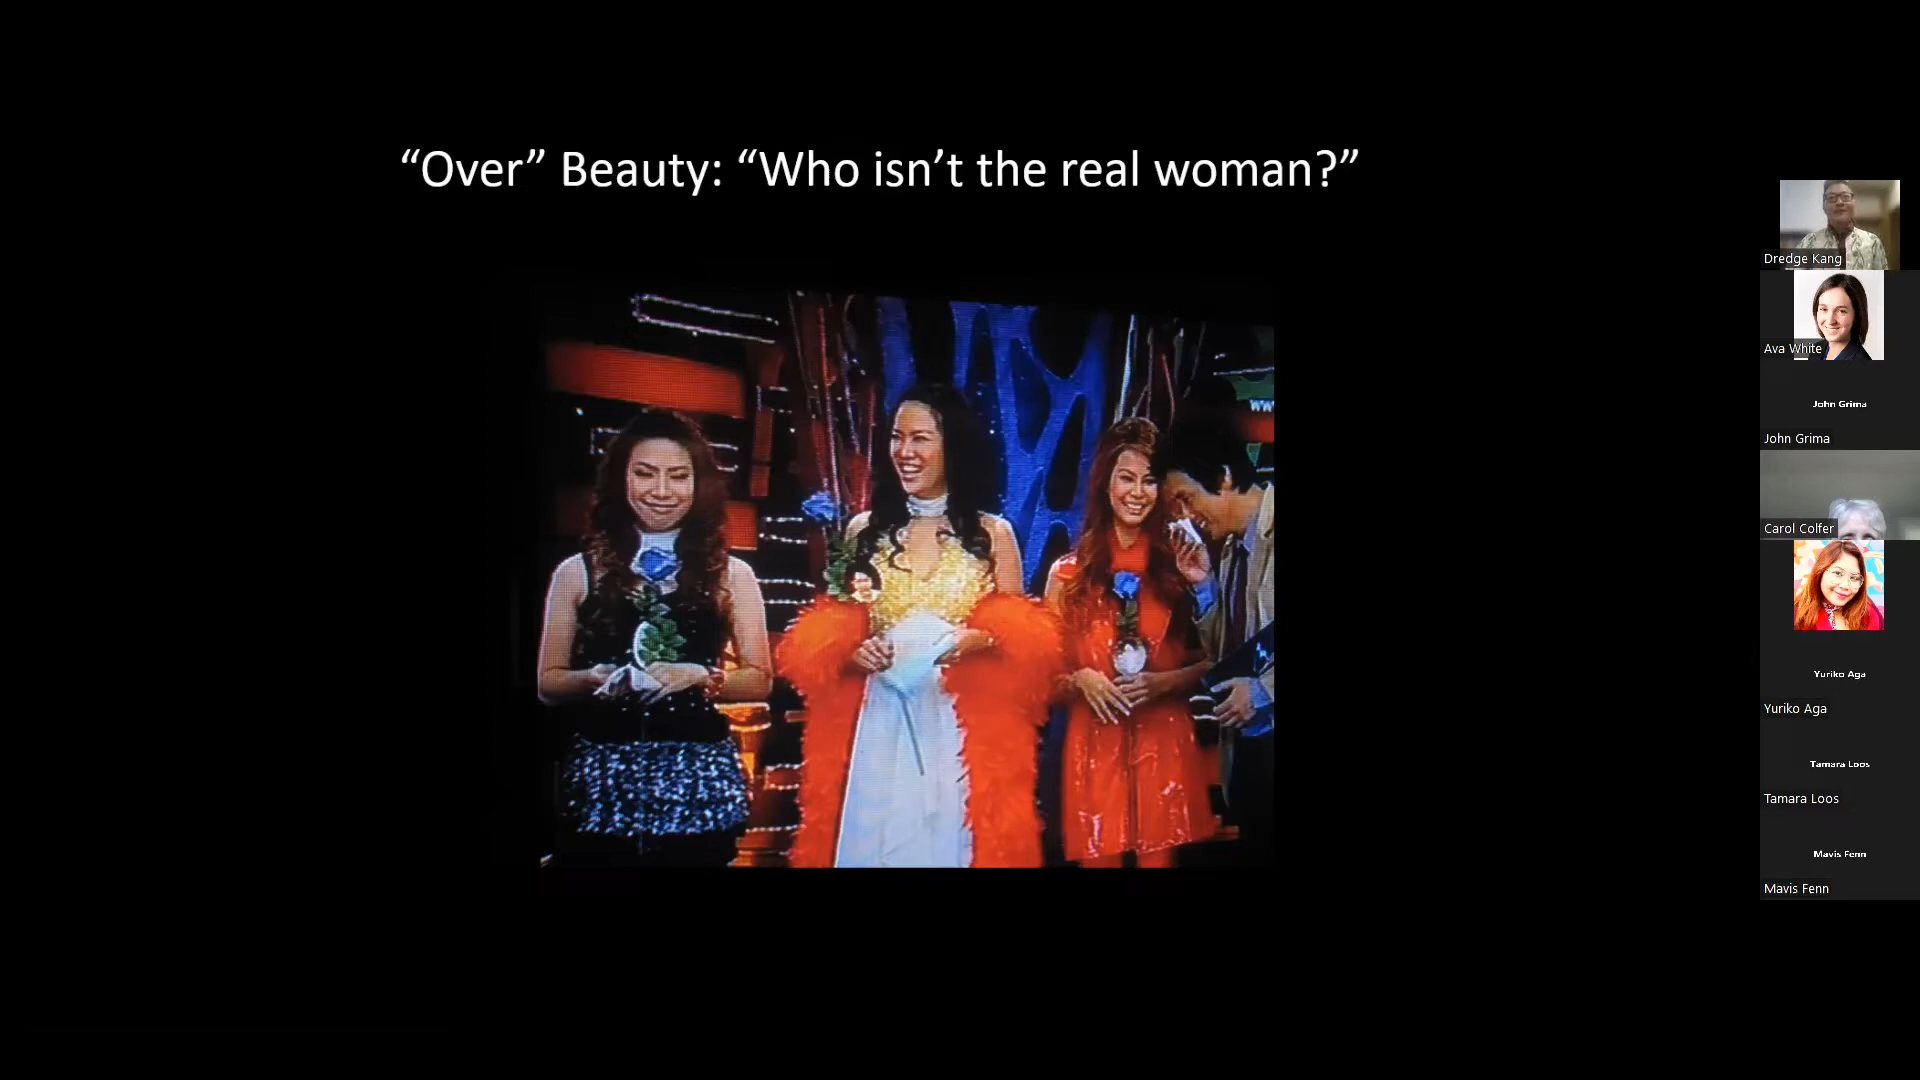 “Over” Beauty: “Who isn’t the real woman?”
ww
Dredge Kang
Ava White
John Grima
John Grima
Carol Colfer
Yuriko Aga
Yuriko Aga
Tamara Loos
Tamara Loos
Mavis Fenn
Mavis Fenn